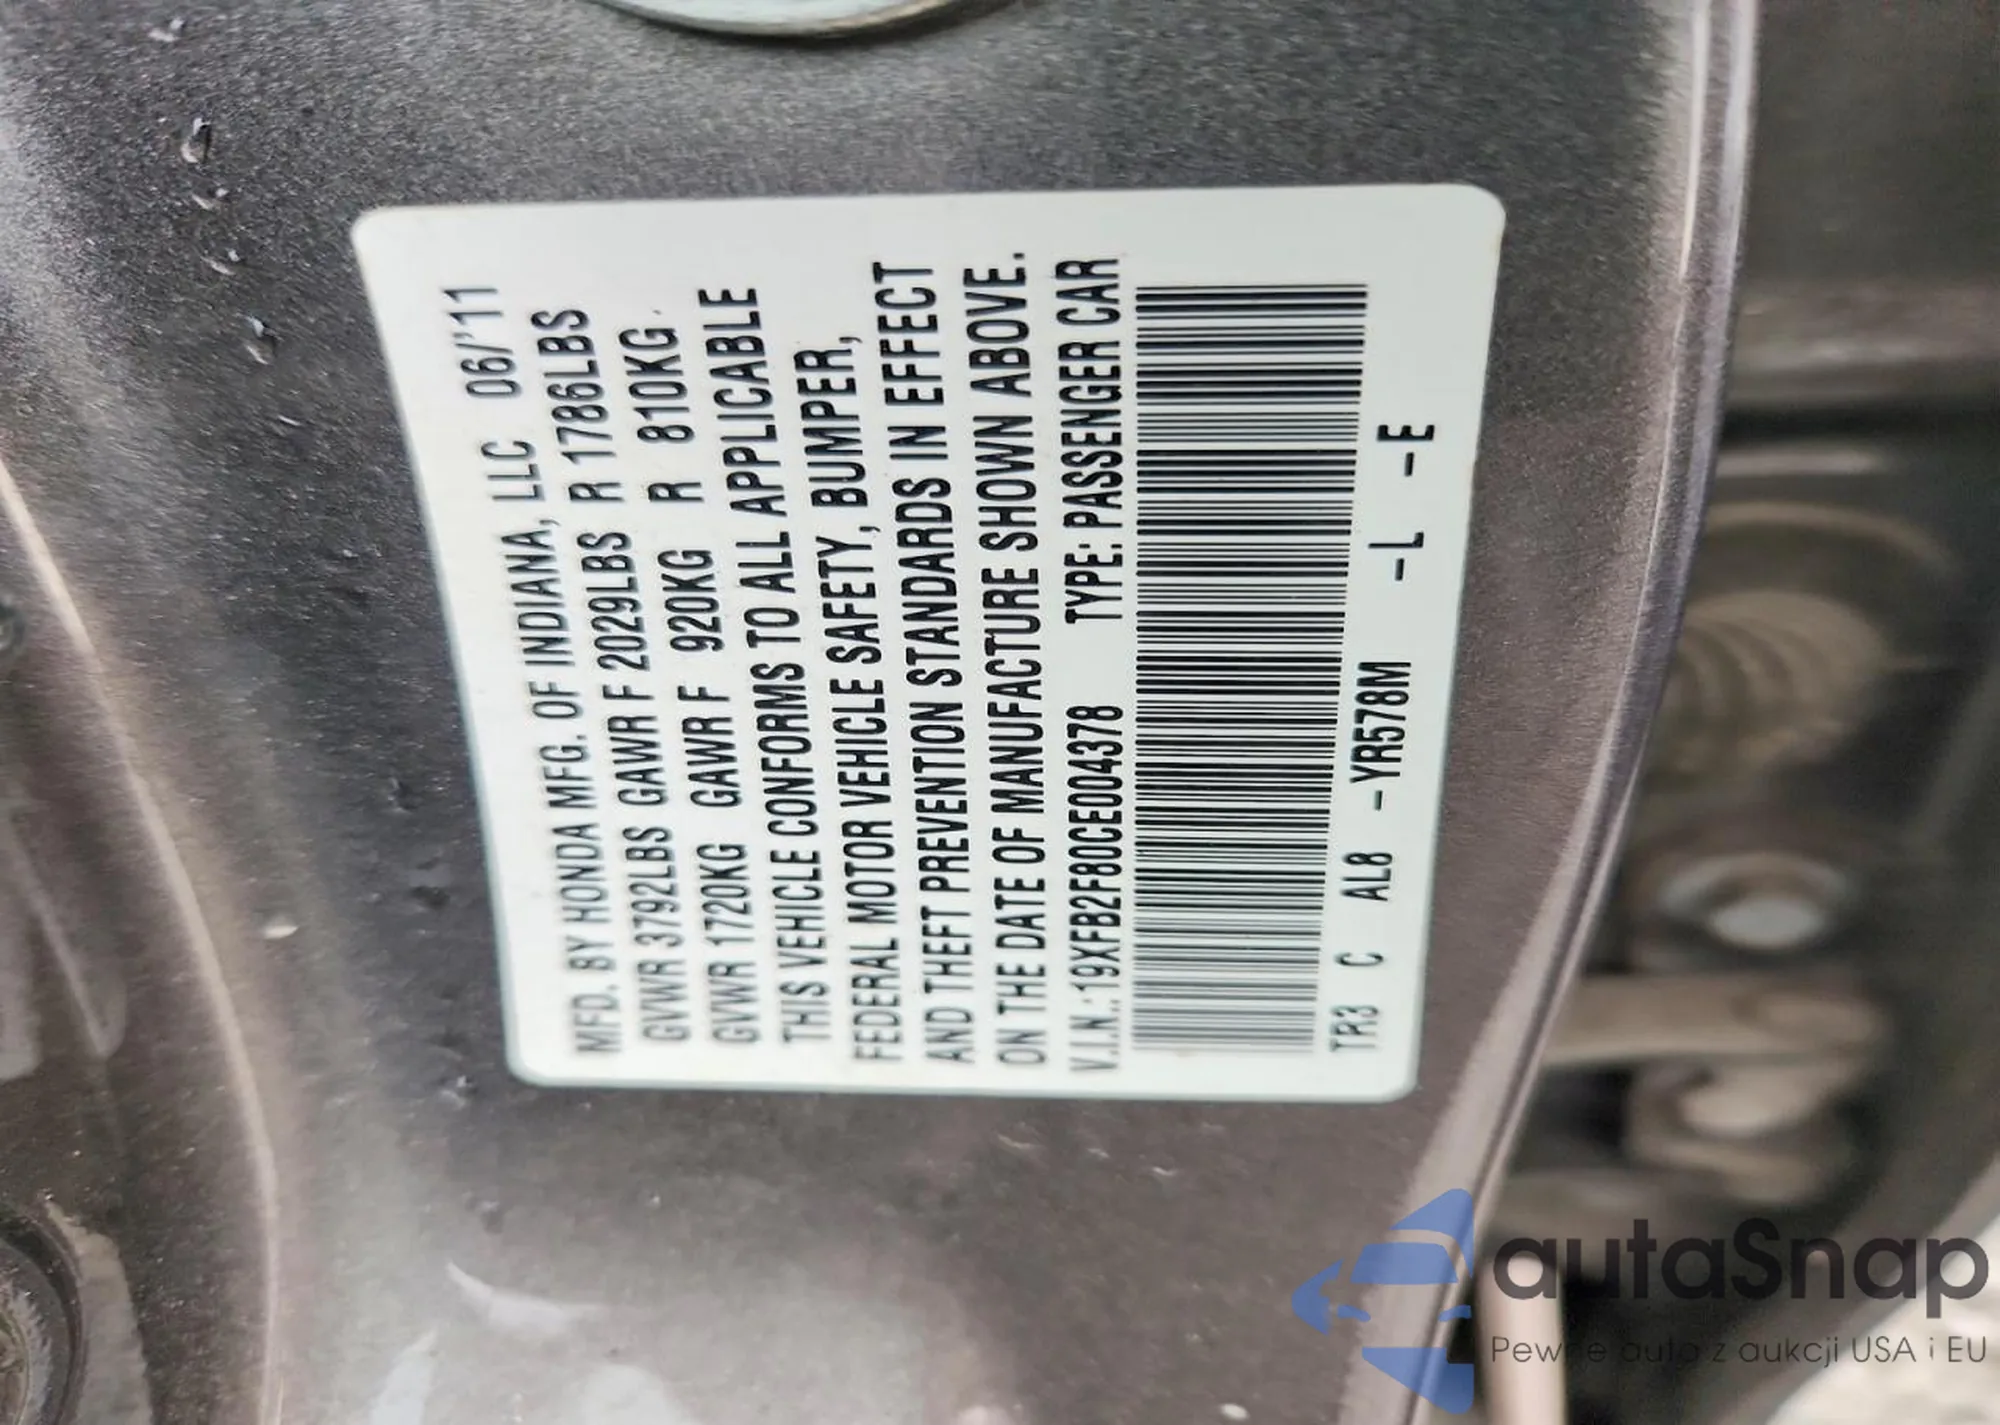 MFD. BY HONDA MFG. OF INDIANA, LLC 06/'11
GVWR 3792LBS GAWR F 2029LBS R 1786LBS
GVWR 1720KG GAWR F 920KG R 810KG
THIS VEHICLE CONFORMS TO ALL APPLICABLE
FEDERAL MOTOR VEHICLE SAFETY, BUMPER,
AND THEFT PREVENTION STANDARDS IN EFFECT
ON THE DATE OF MANUFACTURE SHOWN ABOVE.
V.I.N.: 19XFB2F80CE004378 TYPE: PASSENGER CAR
TR3 C AL8 -YR578M -L -E
autaSnap
Pewne auto z aukcji USA i EU